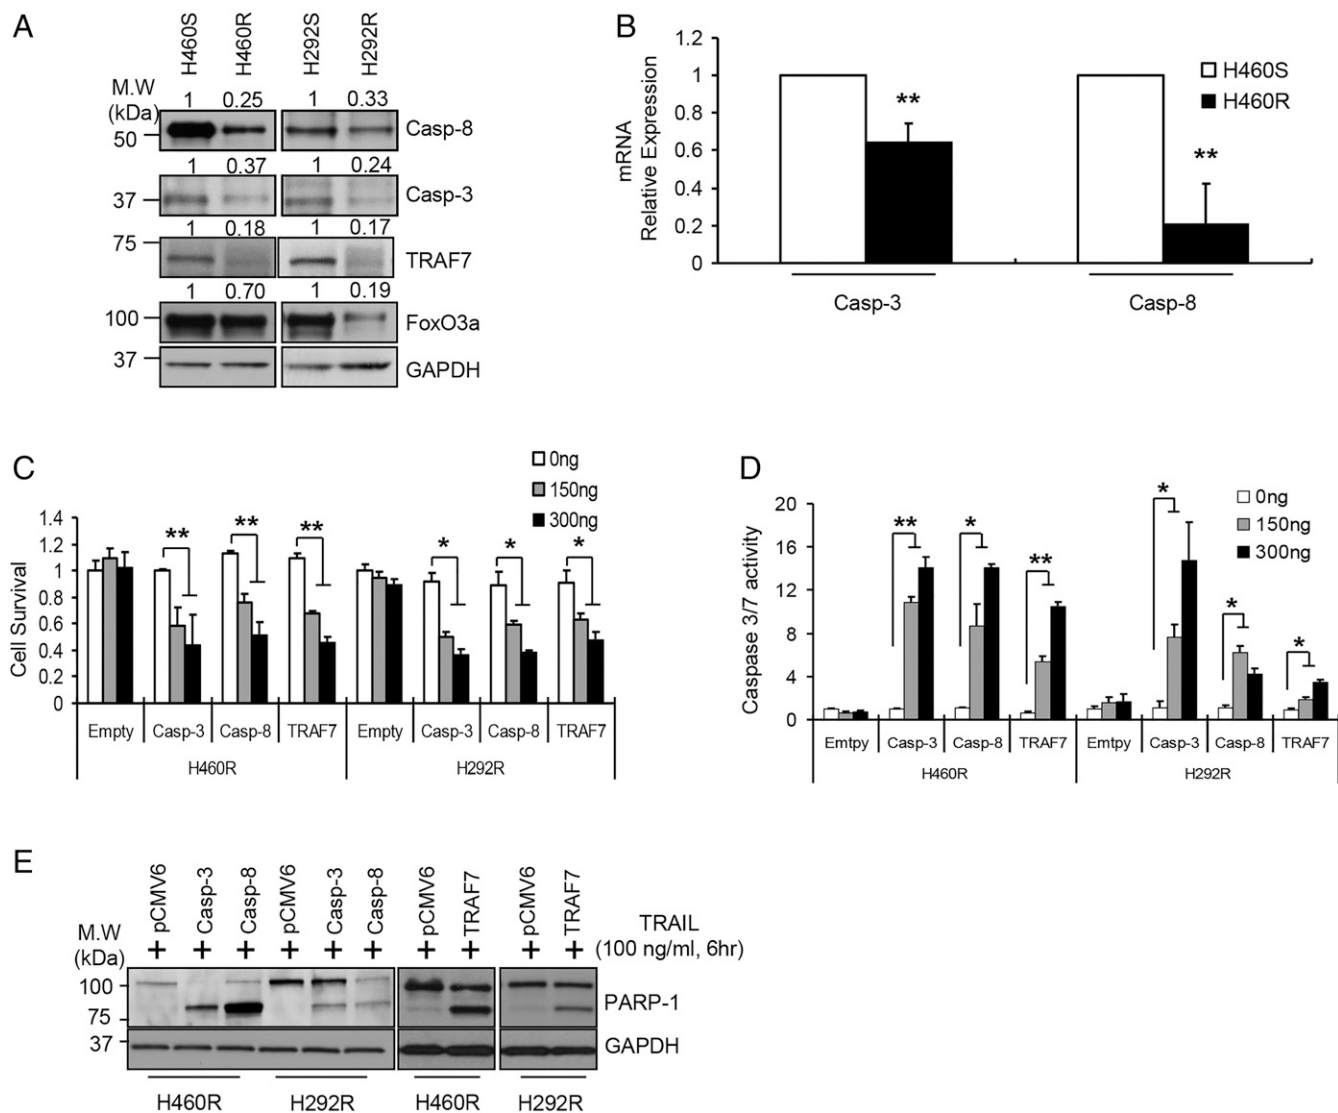 A
H460S H460R H292S H292R
M.W
(kDa)
1 0.25 1 0.33
50
Casp-8
1 0.37 1 0.24
37
Casp-3
1 0.18 1 0.17
75
TRAF7
1 0.70 1 0.19
100
FoxO3a
37
GAPDH
B
mRNA
Relative Expression
1.2
1
0.8
0.6
0.4
0.2
0
H460S
H460R
** **
Casp-3 Casp-8
C
0ng
150ng
300ng
Cell Survival
1.4
1.2
1
0.8
0.6
0.4
0.2
0
** ** ** * * *
Empty Casp-3 Casp-8 TRAF7 Empty Casp-3 Casp-8 TRAF7
H460R H292R
D
0ng
150ng
300ng
Caspase 3/7 activity
20
16
12
8
4
0
** * ** * * *
Emtpy Casp-3 Casp-8 TRAF7 Emtpy Casp-3 Casp-8 TRAF7
H460R H292R
E
pCMV6 Casp-3 Casp-8 pCMV6 Casp-3 Casp-8 pCMV6 TRAF7 pCMV6 TRAF7
TRAIL
+ + + + + + + + + + (100 ng/ml, 6hr)
M.W
(kDa)
100
75
PARP-1
37
GAPDH
H460R H292R H460R H292R